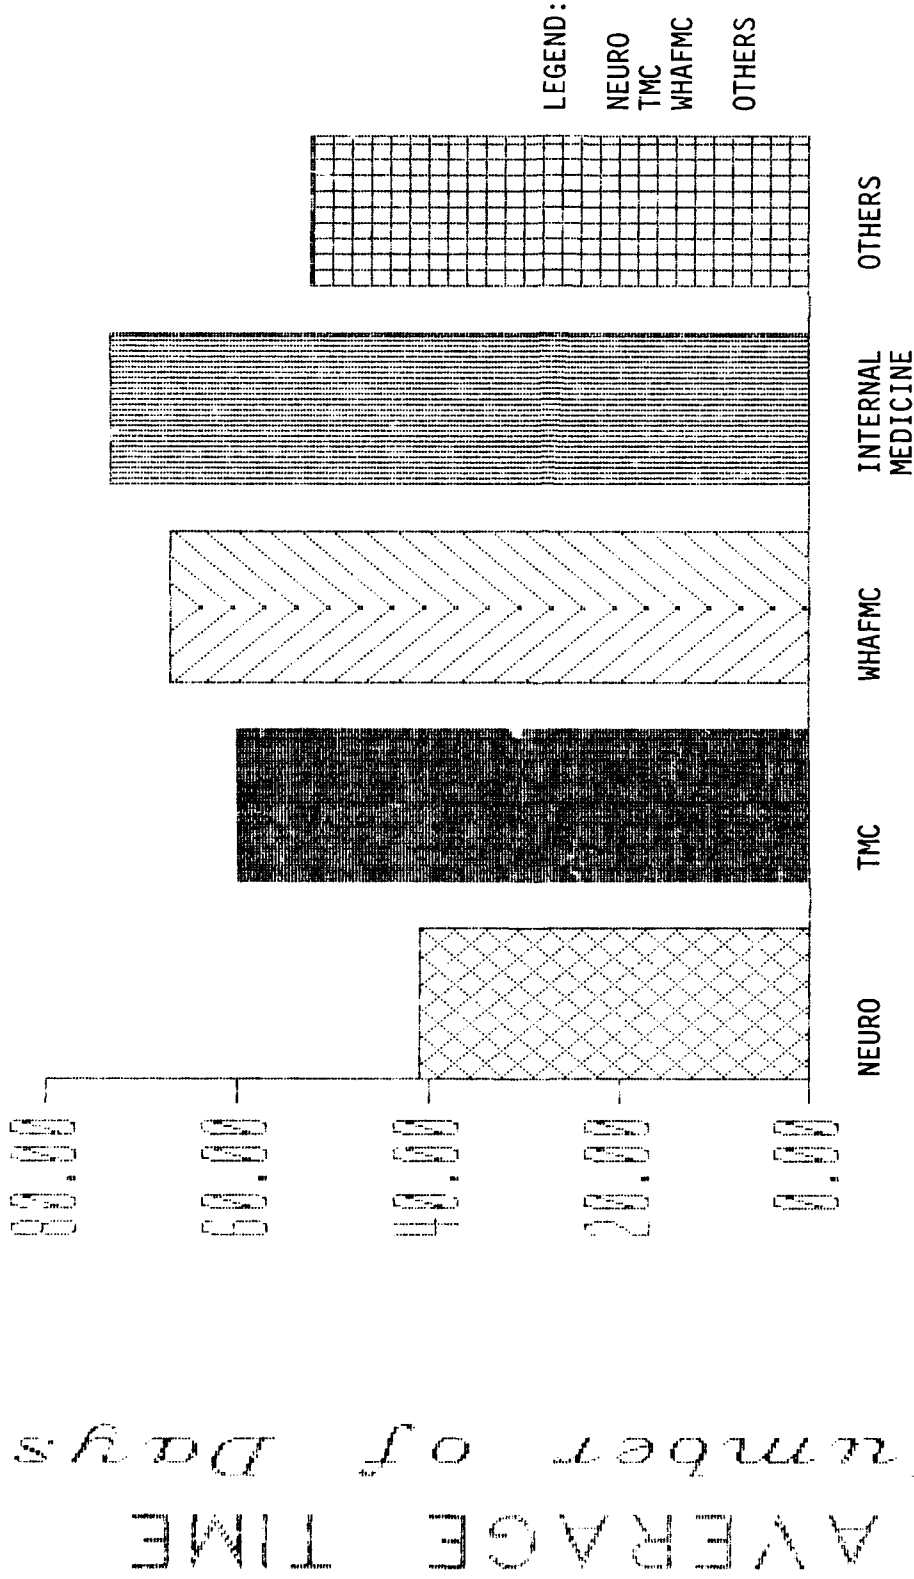 AVERAGE TIME
umber of Days
80.00
60.00
40.00
20.00
0.00
NEURO
TMC
WHAFMC
INTERNAL
MEDICINE
OTHERS
LEGEND:
NEURO
TMC
WHAFMC
OTHERS